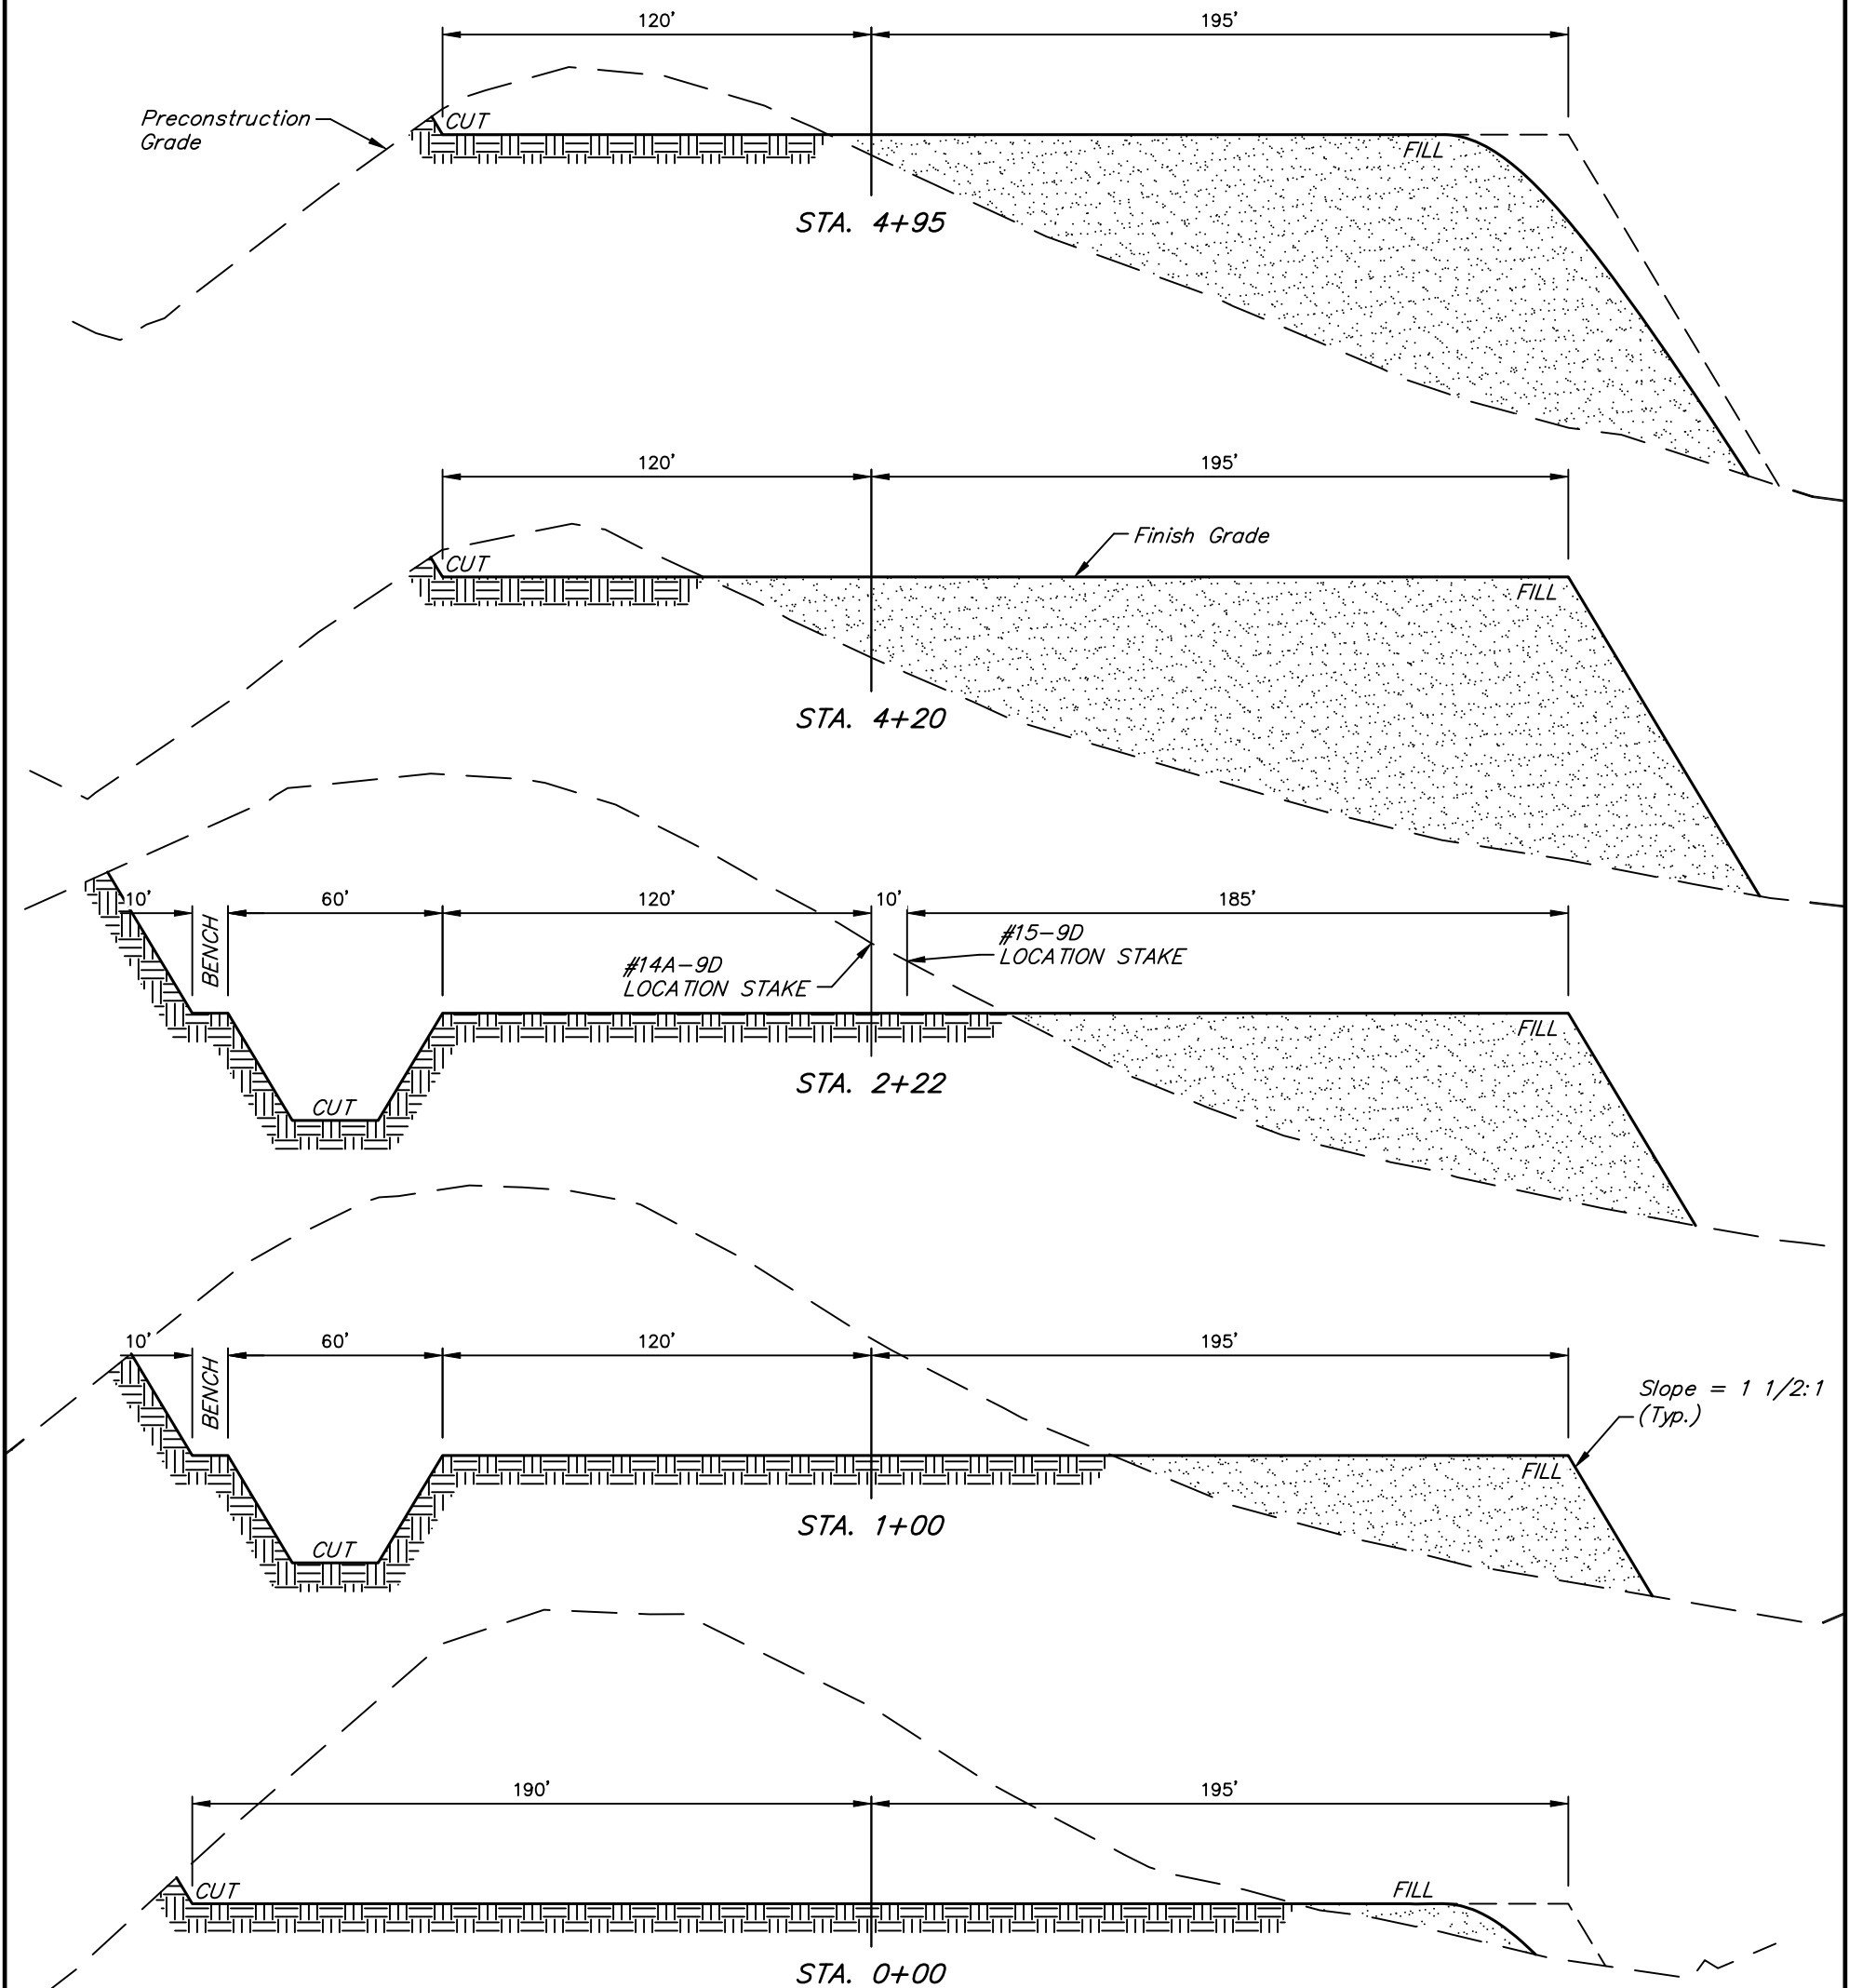 120' 195'
Preconstruction
Grade
CUT
FILL
STA. 4+95
120' 195'
Finish Grade
CUT
FILL
STA. 4+20
10' 60' 120' 10' 185'
BENCH
#15-9D
LOCATION STAKE
#14A-9D
LOCATION STAKE
FILL
CUT
STA. 2+22
10' 60' 120' 195'
BENCH
Slope = 1 1/2:1
(Typ.)
FILL
CUT
STA. 1+00
190' 195'
CUT
FILL
STA. 0+00